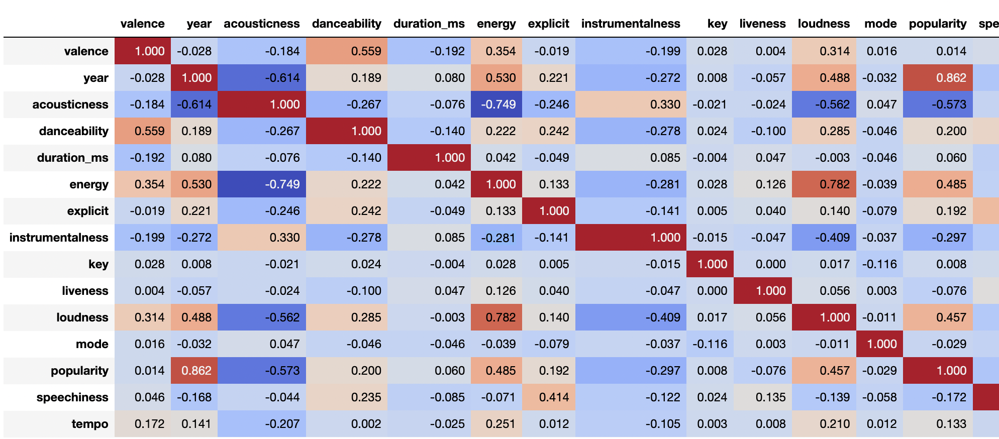 valence year acousticness danceability duration_ms energy explicit instrumentalness key liveness loudness mode popularity spe
valence 1.000 -0.028 -0.184 0.559 -0.192 0.354 -0.019 -0.199 0.028 0.004 0.314 0.016 0.014
year -0.028 1.000 -0.614 0.189 0.080 0.530 0.221 -0.272 0.008 -0.057 0.488 -0.032 0.862
acousticness -0.184 -0.614 1.000 -0.267 -0.076 -0.749 -0.246 0.330 -0.021 -0.024 -0.562 0.047 -0.573
danceability 0.559 0.189 -0.267 1.000 -0.140 0.222 0.242 -0.278 0.024 -0.100 0.285 -0.046 0.200
duration_ms -0.192 0.080 -0.076 -0.140 1.000 0.042 -0.049 0.085 -0.004 0.047 -0.003 -0.046 0.060
energy 0.354 0.530 -0.749 0.222 0.042 1.000 0.133 -0.281 0.028 0.126 0.782 -0.039 0.485
explicit -0.019 0.221 -0.246 0.242 -0.049 0.133 1.000 -0.141 0.005 0.040 0.140 -0.079 0.192
instrumentalness -0.199 -0.272 0.330 -0.278 0.085 -0.281 -0.141 1.000 -0.015 -0.047 -0.409 -0.037 -0.297
key 0.028 0.008 -0.021 0.024 -0.004 0.028 0.005 -0.015 1.000 0.000 0.017 -0.116 0.008
liveness 0.004 -0.057 -0.024 -0.100 0.047 0.126 0.040 -0.047 0.000 1.000 0.056 0.003 -0.076
loudness 0.314 0.488 -0.562 0.285 -0.003 0.782 0.140 -0.409 0.017 0.056 1.000 -0.011 0.457
mode 0.016 -0.032 0.047 -0.046 -0.046 -0.039 -0.079 -0.037 -0.116 0.003 -0.011 1.000 -0.029
popularity 0.014 0.862 -0.573 0.200 0.060 0.485 0.192 -0.297 0.008 -0.076 0.457 -0.029 1.000
speechiness 0.046 -0.168 -0.044 0.235 -0.085 -0.071 0.414 -0.122 0.024 0.135 -0.139 -0.058 -0.172
tempo 0.172 0.141 -0.207 0.002 -0.025 0.251 0.012 -0.105 0.003 0.008 0.210 0.012 0.133